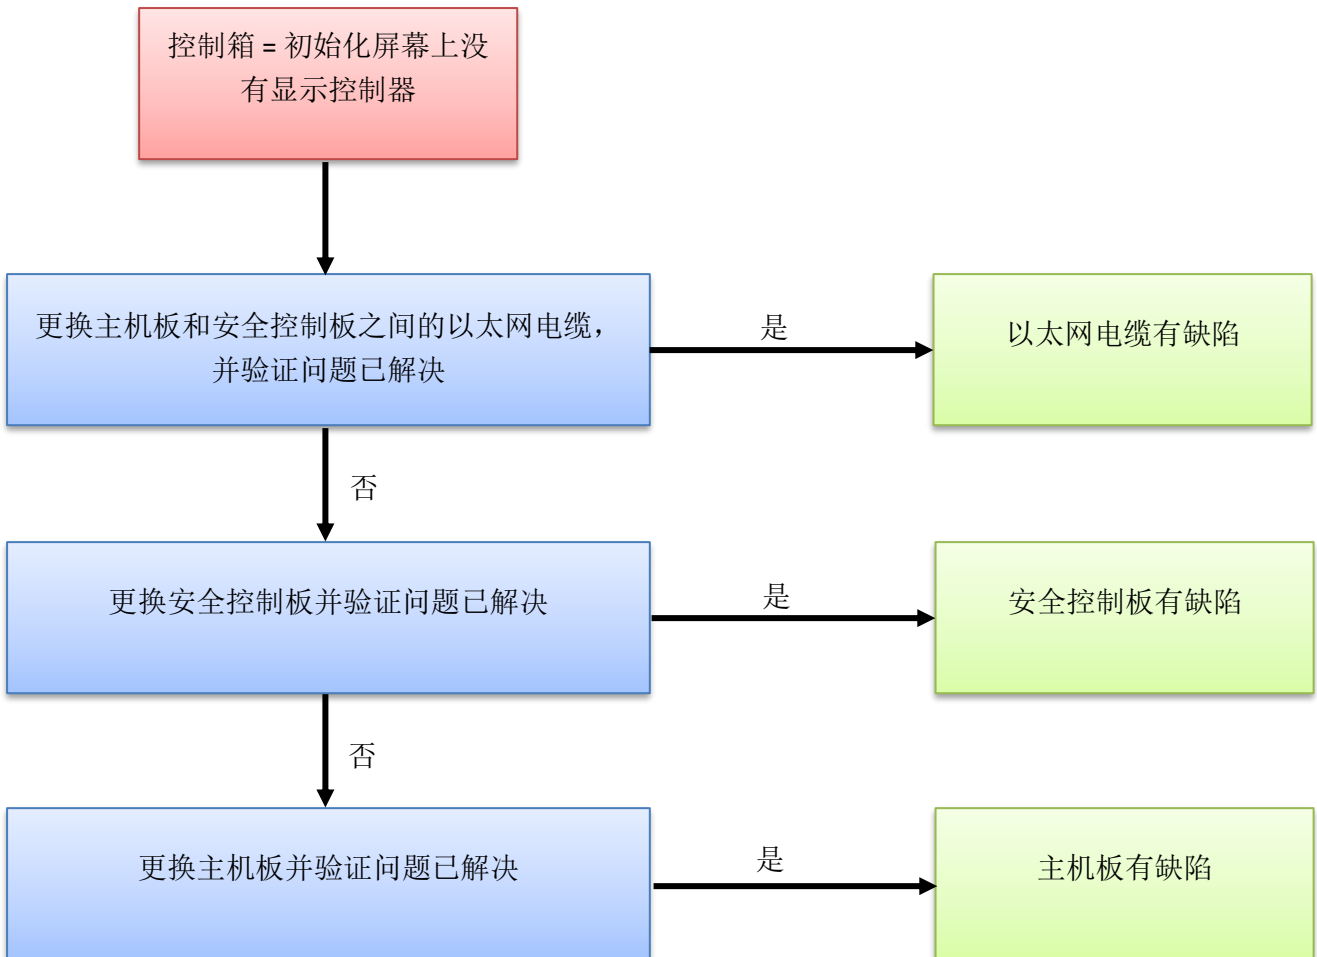 控制箱 = 初始化屏幕上没
有显示控制器
更换主机板和安全控制板之间的以太网电缆，
并验证问题已解决
是
以太网电缆有缺陷
否
更换安全控制板并验证问题已解决
是
安全控制板有缺陷
否
更换主机板并验证问题已解决
是
主机板有缺陷